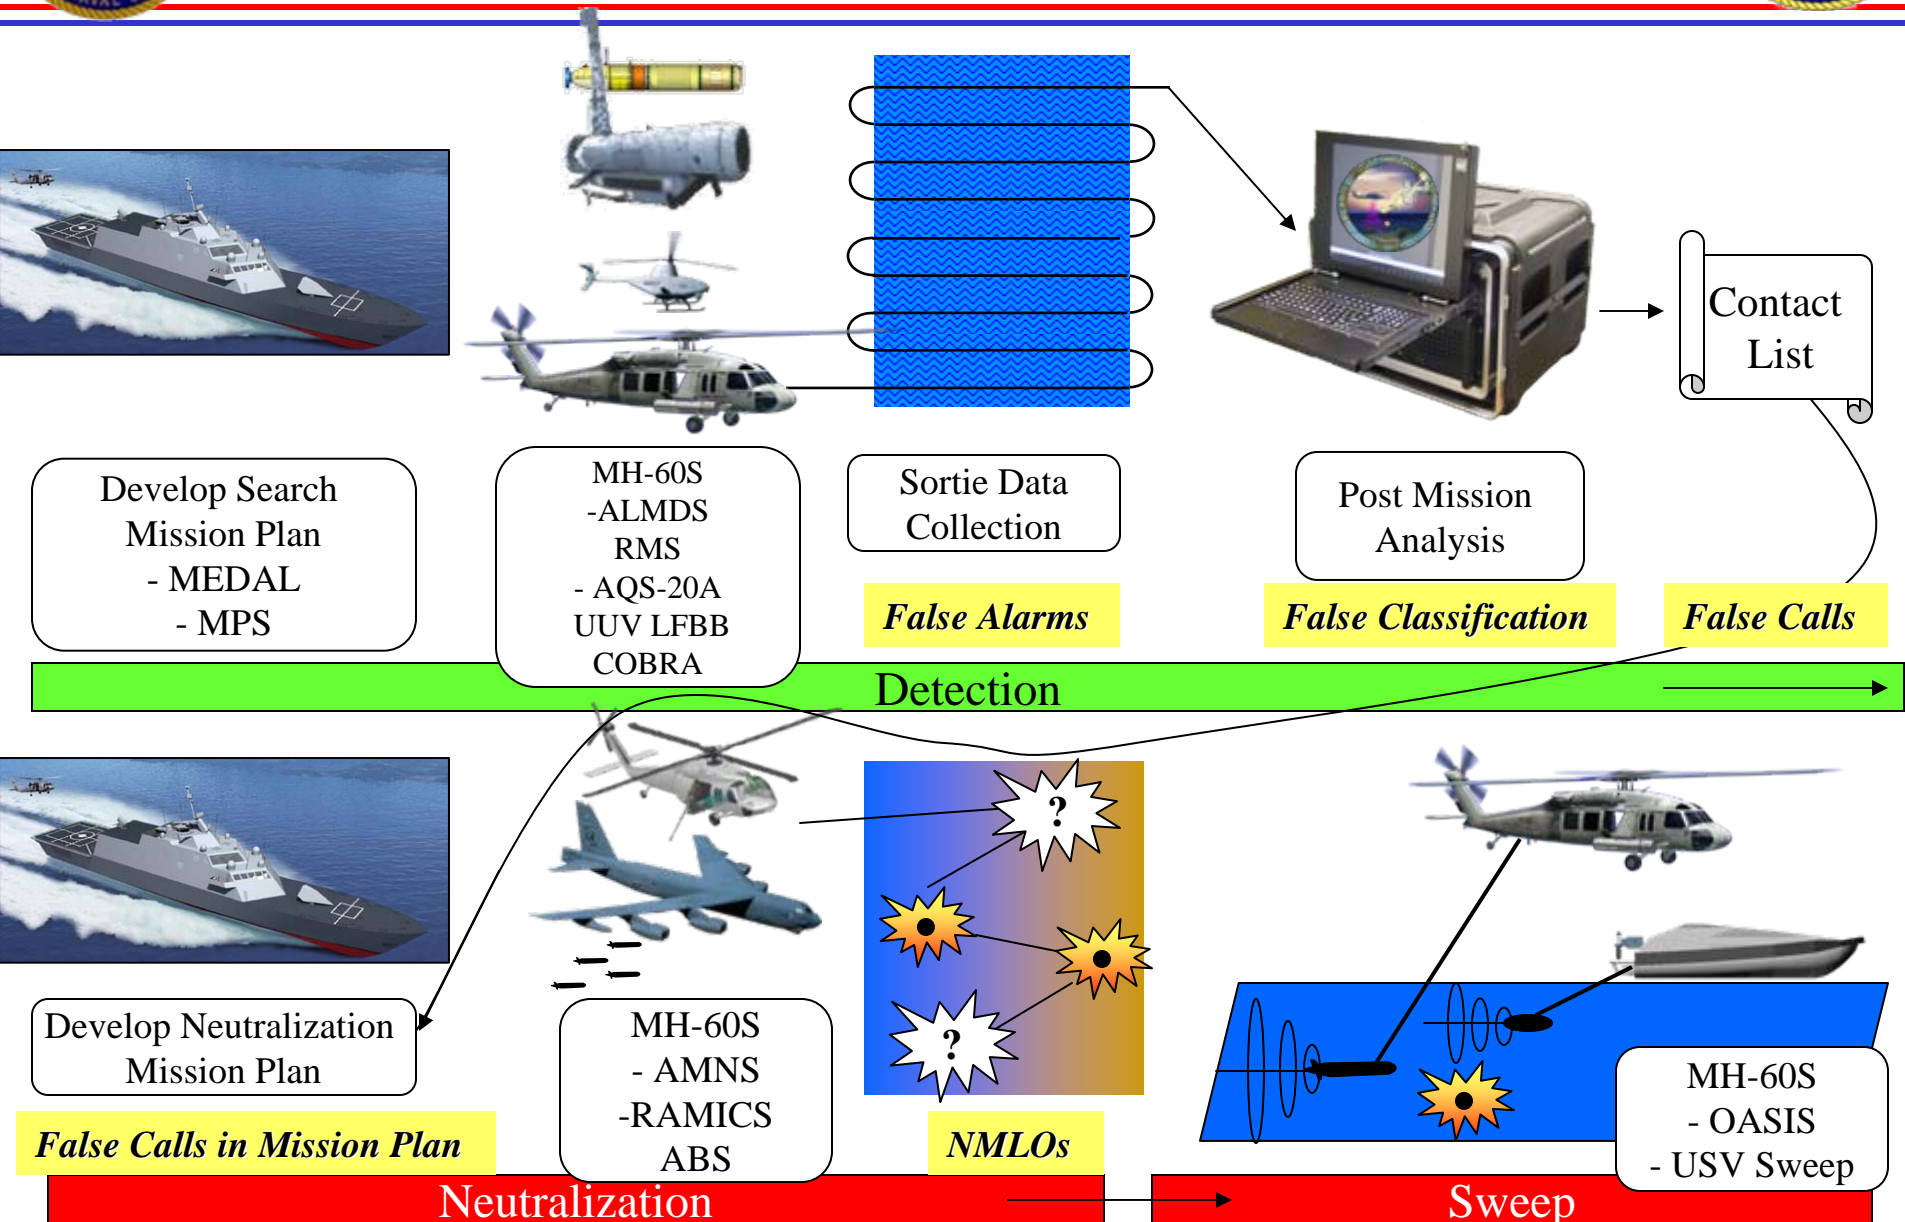 Contact
List
Develop Search
Mission Plan
- MEDAL
- MPS
MH-60S
-ALMDS
RMS
- AQS-20A
UUV LFBB
COBRA
Sortie Data
Collection
Post Mission
Analysis
False Alarms
False Classification
False Calls
Detection
?
?
Develop Neutralization
Mission Plan
MH-60S
- AMNS
-RAMICS
ABS
MH-60S
- OASIS
- USV Sweep
False Calls in Mission Plan
NMLOs
Neutralization
Sweep